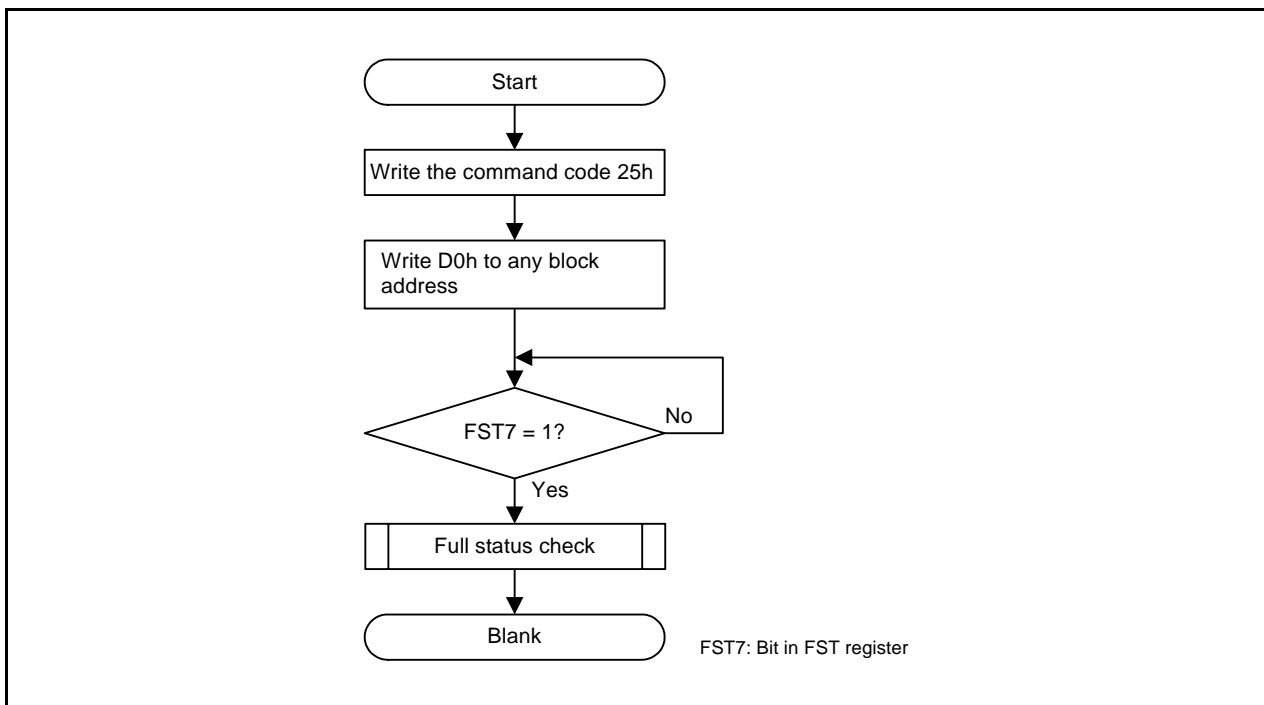 Start
Write the command code 25h
Write D0h to any block
address
FST7 = 1?
No
Yes
Full status check
Blank
FST7: Bit in FST register